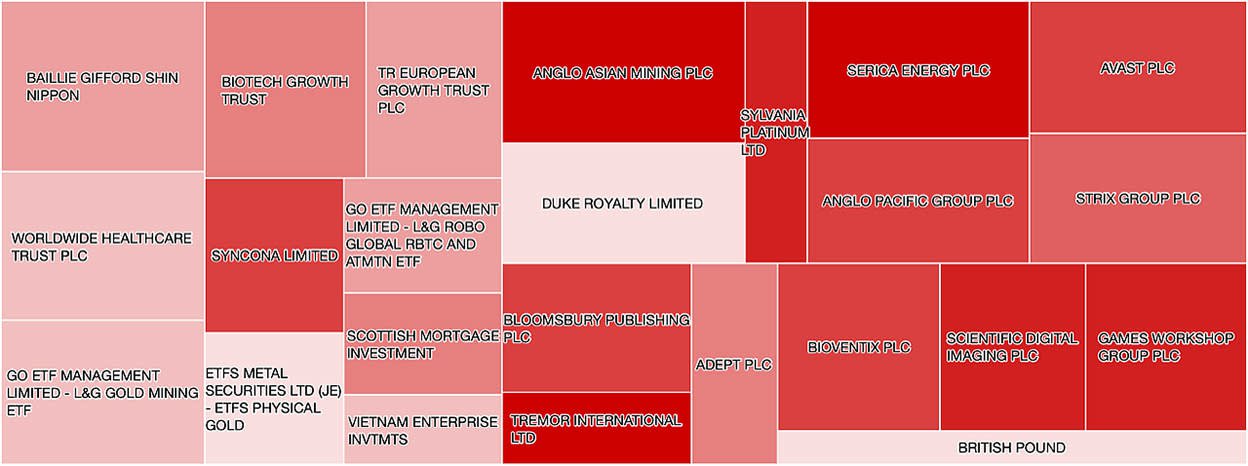 BAILLIE GIFFORD SHIN
NIPPON
WORLDWIDE HEALTHCARE
TRUST PLC
GO ETF MANAGEMENT
LIMITED - L&G GOLD MINING
ETF
BIOTECH GROWTH
TRUST
TR EUROPEAN
GROWTH TRUST
PLC
SYNCONA LIMITED
GO ETF MANAGEMENT
LIMITED - L&G ROBO
GLOBAL RBTC AND
ATMTN ETF
SCOTTISH MORTGAGE
INVESTMENT
ETFS METAL
SECURITIES LTD (JE)
- ETFS PHYSICAL
GOLD
VIETNAM ENTERPRISE
INVTMTS
ANGLO ASIAN MINING PLC
DUKE ROYALTY LIMITED
SYLVANIA
PLATINUM
LTD
SERICA ENERGY PLC
ANGLO PACIFIC GROUP PLC
AVAST PLC
STRIX GROUP PLC
BLOOMSBURY PUBLISHING
PLC
TREMOR INTERNATIONAL
LTD
ADEPT PLC
BIOVENTIX PLC
SCIENTIFIC DIGITAL
IMAGING PLC
GAMES WORKSHOP
GROUP PLC
BRITISH POUND